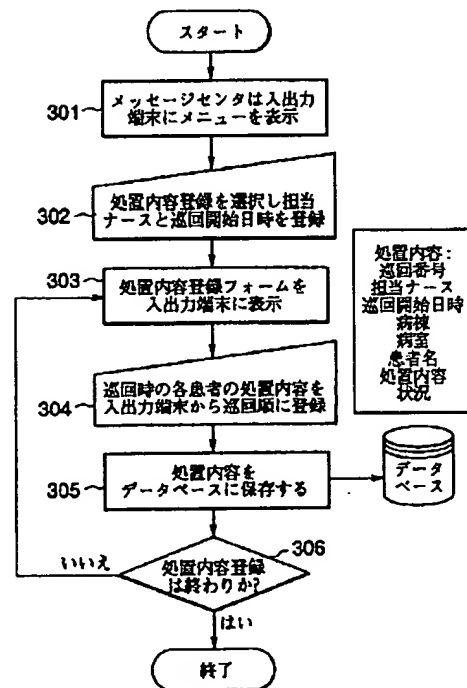 スタート
301
メッセージセンタは入出力
端末にメニューを表示
302
処置内容登録を選択し担当
ナースと巡回開始日時を登録
303
処置内容登録フォームを
入出力端末に表示
処置内容:
巡回番号
担当ナース
巡回開始日時
病棟
病室
患者名
処置内容
状況
304
巡回時の各患者の処置内容を
入出力端末から巡回順に登録
305
処置内容を
データベースに保存する
データ
ベース
306
処置内容登録
は終わりか?
いいえ
はい
終了